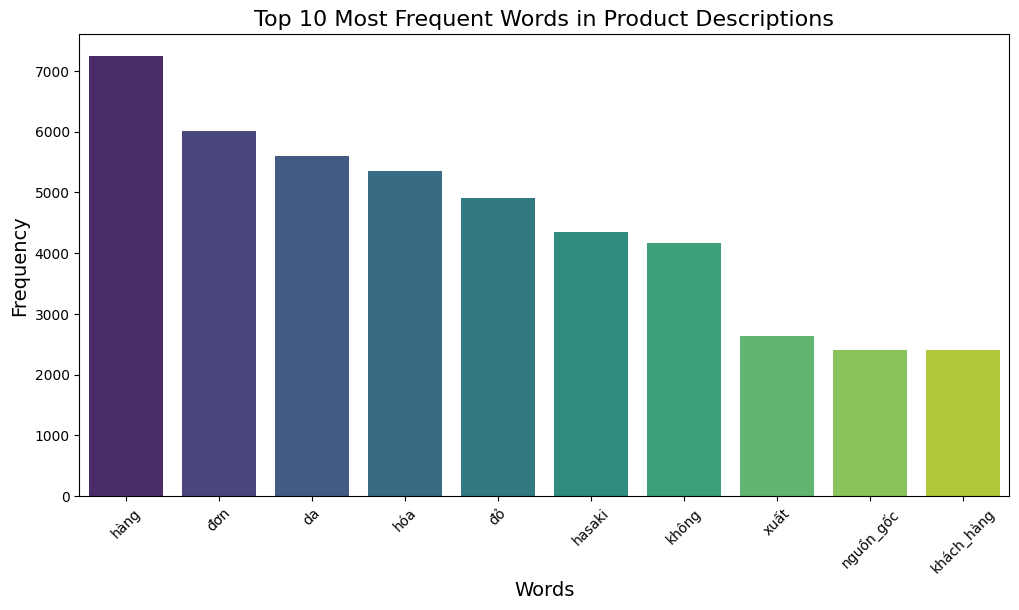 Top 10 Most Frequent Words in Product Descriptions
Frequency
7000
6000
5000
4000
3000
2000
1000
0
hàng
đơn
da
hóa
đỏ
hasaki
không
xuất
nguồn_gốc
khách_hàng
Words